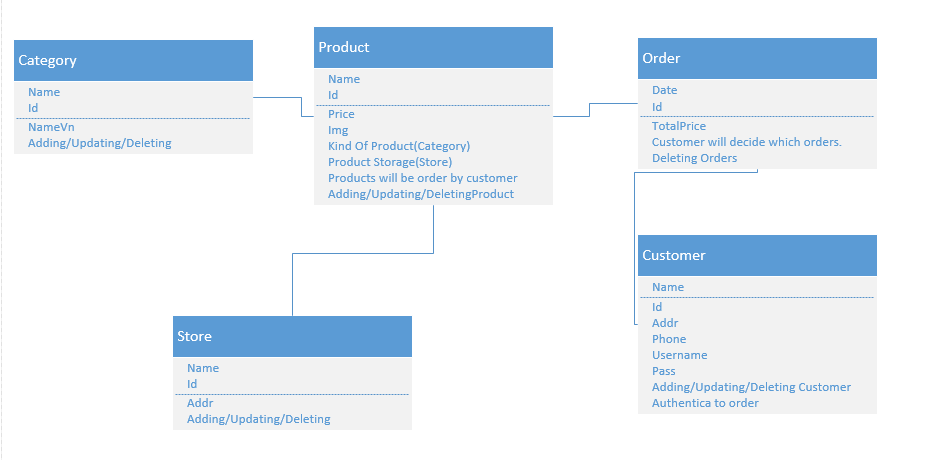 Category
Name
Id
NameVn
Adding/Updating/Deleting
Product
Name
Id
Price
Img
Kind Of Product(Category)
Product Storage(Store)
Products will be order by customer
Adding/Updating/DeletingProduct
Order
Date
Id
TotalPrice
Customer will decide which orders.
Deleting Orders
Store
Name
Id
Addr
Adding/Updating/Deleting
Customer
Name
Id
Addr
Phone
Username
Pass
Adding/Updating/Deleting Customer
Authentica to order